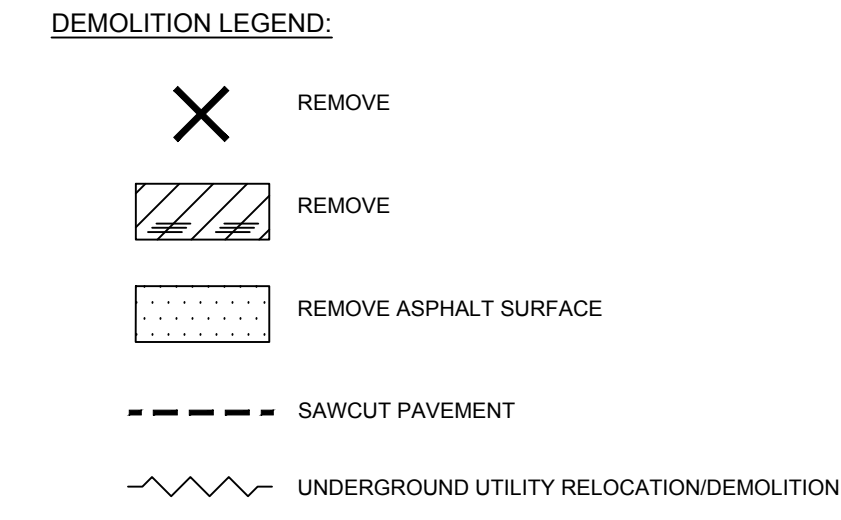 DEMOLITION LEGEND:
REMOVE
REMOVE
REMOVE ASPHALT SURFACE
SAWCUT PAVEMENT
UNDERGROUND UTILITY RELOCATION/DEMOLITION